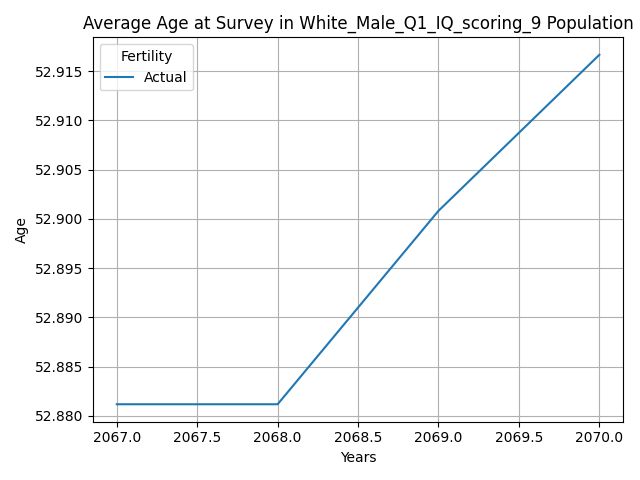 Average Age at Survey in White_Male_Q1_IQ_scoring_9 Population
Fertility
Actual
52.915
52.910
52.905
52.900
52.895
52.890
52.885
52.880
Age
2067.0 2067.5 2068.0 2068.5 2069.0 2069.5 2070.0
Years